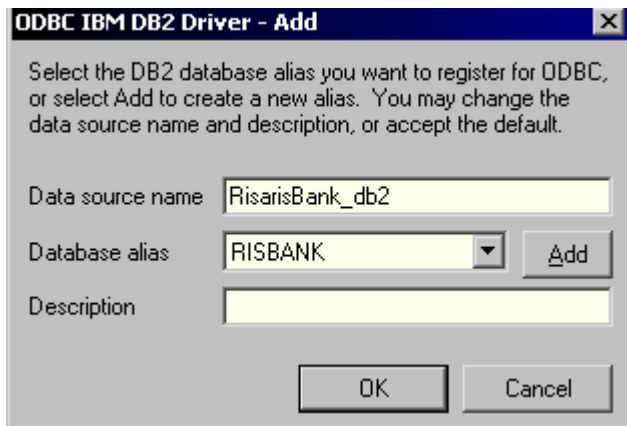 ODBC IBM DB2 Driver - Add
Select the DB2 database alias you want to register for ODBC,
or select Add to create a new alias. You may change the
data source name and description, or accept the default.
Data source name RisarisBank_db2
Database alias RISBANK Add
Description
OK Cancel